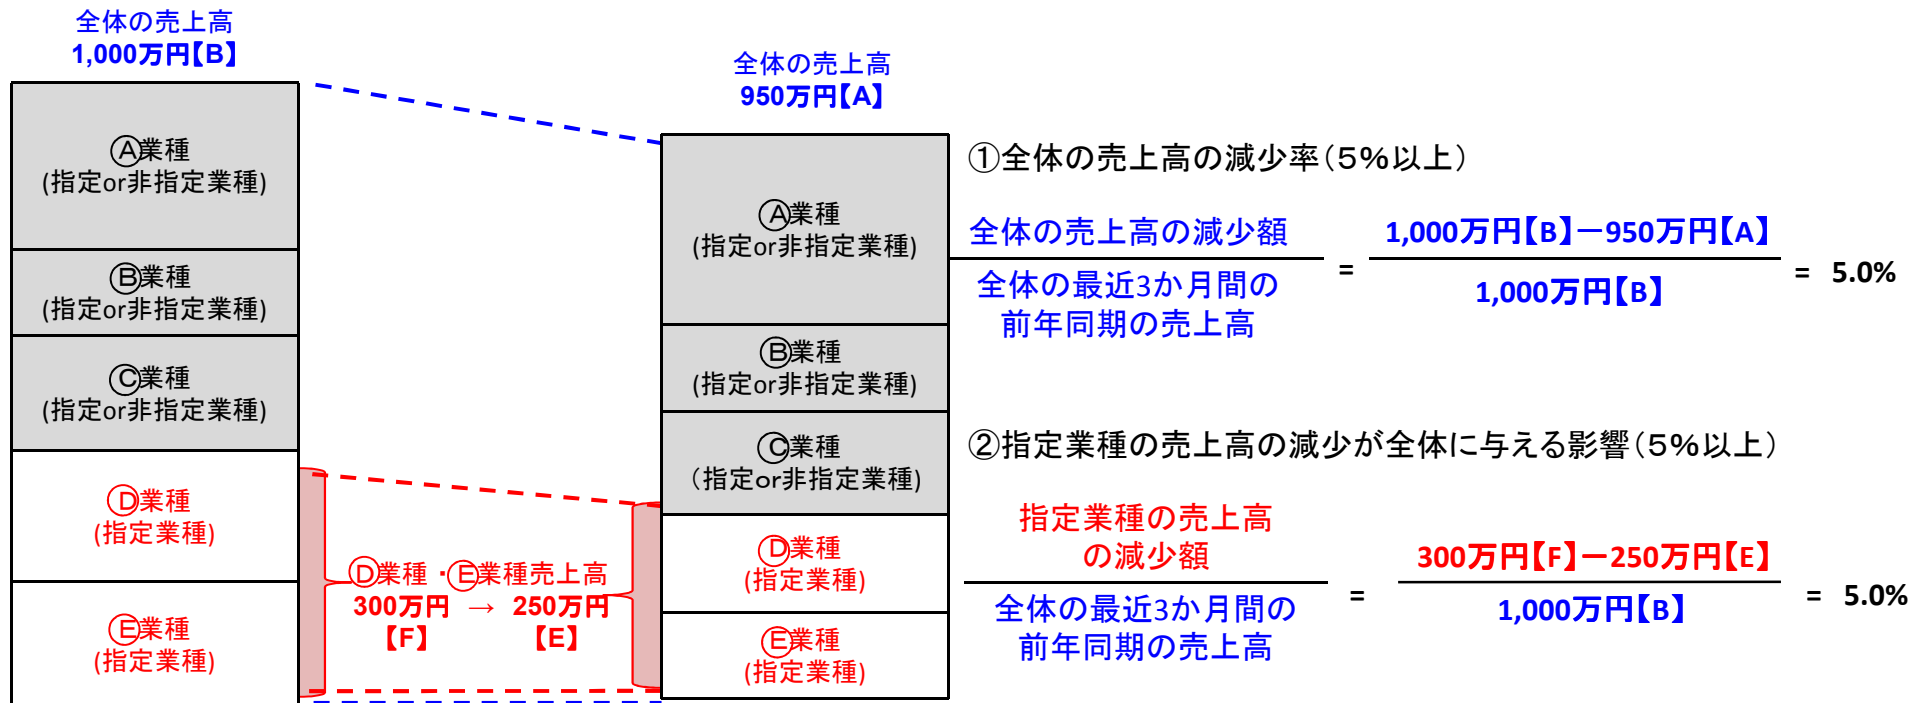 全体の売上高
1,000万円【B】
Ⓐ業種
(指定or非指定業種)
Ⓑ業種
(指定or非指定業種)
Ⓒ業種
(指定or非指定業種)
Ⓓ業種
(指定業種)
Ⓔ業種
(指定業種)
Ⓓ業種・Ⓔ業種売上高
300万円 → 250万円
【F】 【E】
全体の売上高
950万円【A】
Ⓐ業種
(指定or非指定業種)
Ⓑ業種
(指定or非指定業種)
Ⓒ業種
（指定or非指定業種)
Ⓓ業種
(指定業種)
Ⓔ業種
(指定業種)
①全体の売上高の減少率（５％以上）
全体の売上高の減少額
全体の最近3か月間の
前年同期の売上高
=
1,000万円【B】－950万円【A】
1,000万円【B】
= 5.0%
②指定業種の売上高の減少が全体に与える影響（５％以上）
指定業種の売上高
の減少額
全体の最近3か月間の
前年同期の売上高
=
300万円【F】－250万円【E】
1,000万円【B】
= 5.0%